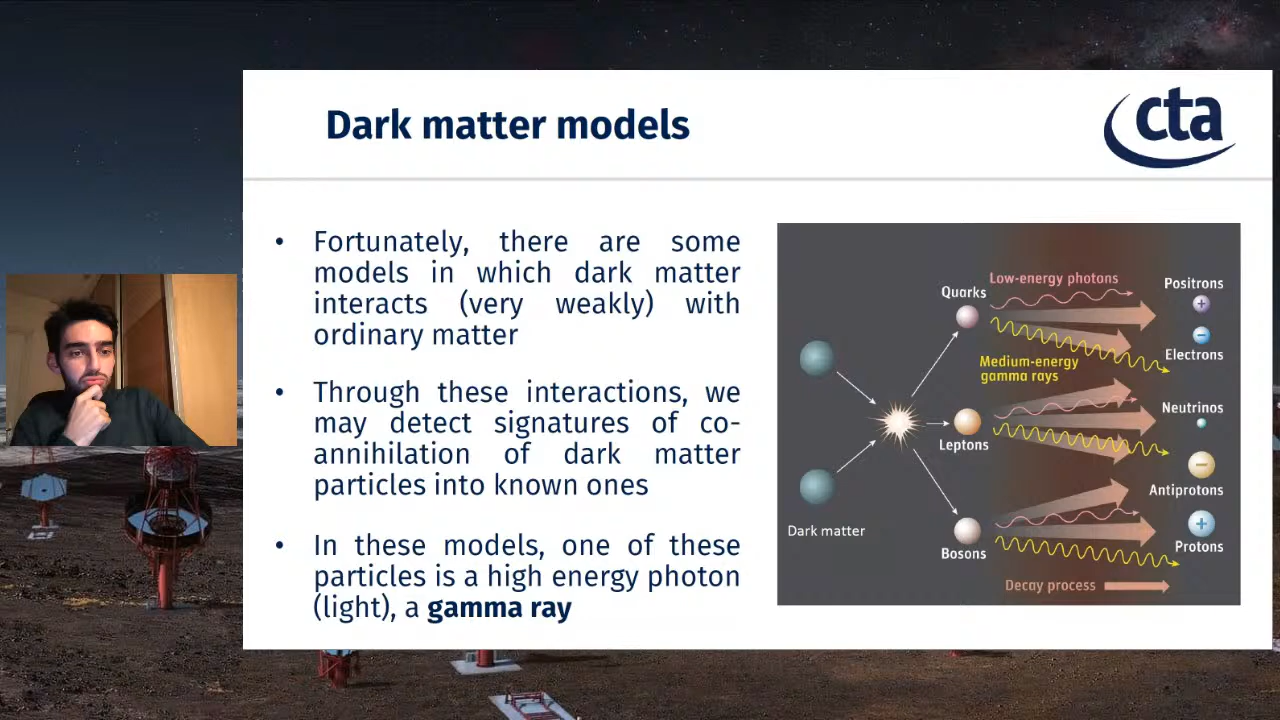 Dark matter models
cta
• Fortunately, there are some
models in which dark matter
interacts (very weakly) with
ordinary matter
• Through these interactions, we
may detect signatures of co-
annihilation of dark matter
particles into known ones
• In these models, one of these
particles is a high energy photon
(light), a gamma ray
Low-energy photons
Quarks
Positrons
+
−
Electrons
Medium-energy
gamma rays
Neutrinos
Leptons
−
Antiprotons
Dark matter
+
Bosons
Protons
Decay process